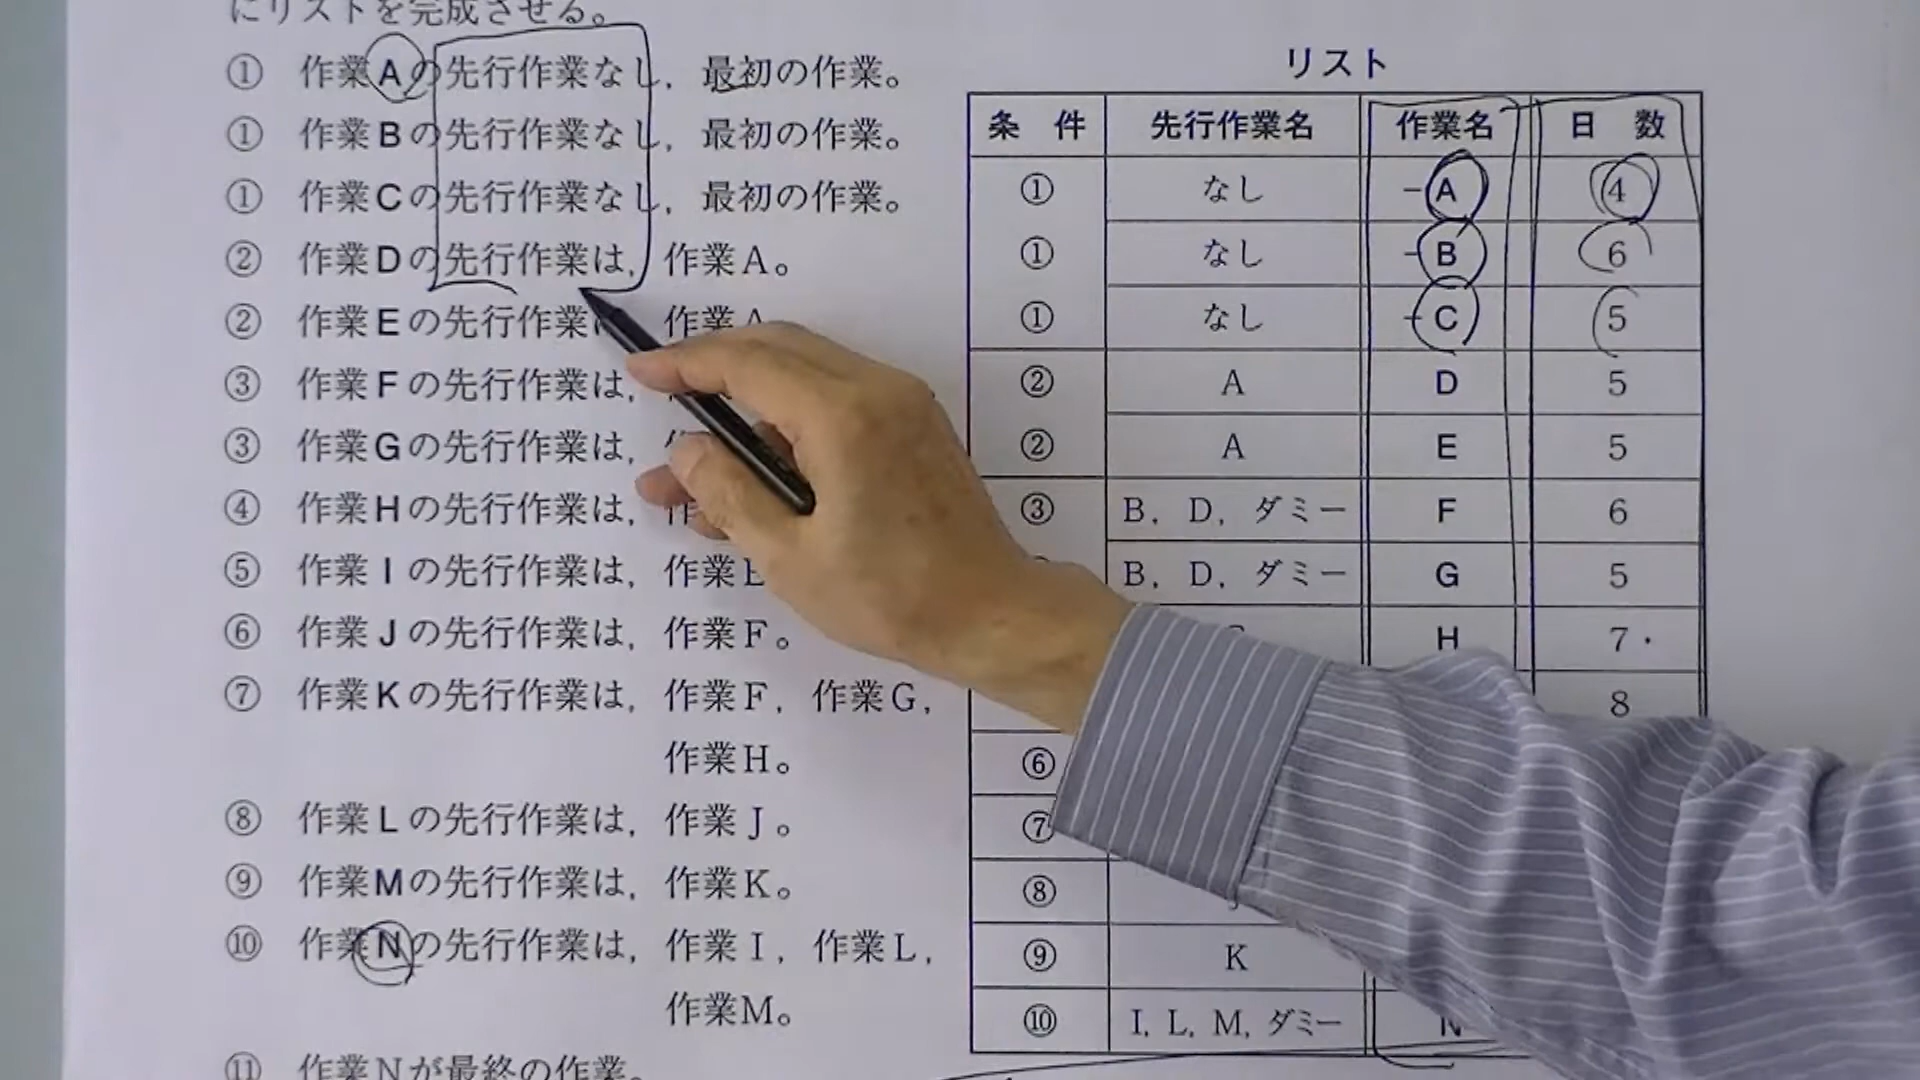 にリストを完成させる。
① 作業Aの先行作業なし，最初の作業。
① 作業Bの先行作業なし，最初の作業。
① 作業Cの先行作業なし，最初の作業。
② 作業Dの先行作業は，作業A。
② 作業Eの先行作業 作業
③ 作業Fの先行作業は，
③ 作業Gの先行作業は，
④ 作業Hの先行作業は，
⑤ 作業Iの先行作業は，作業
⑥ 作業Jの先行作業は，作業F。
⑦ 作業Kの先行作業は，作業F，作業G，
作業H。
⑧ 作業Lの先行作業は，作業J。
⑨ 作業Mの先行作業は，作業K。
⑩ 作業Nの先行作業は，作業I，作業L，
作業M。
⑪ 作業Nが最終の作業。
リスト
条件 先行作業名 作業名 日数
① なし A 4
① なし B 6
① なし C 5
② A D 5
② A E 5
③ B，D，ダミー F 6
B，D，ダミー G 5
H 7
8
⑥
⑦
⑧
⑨ K
⑩ I, L, M, ダミー N